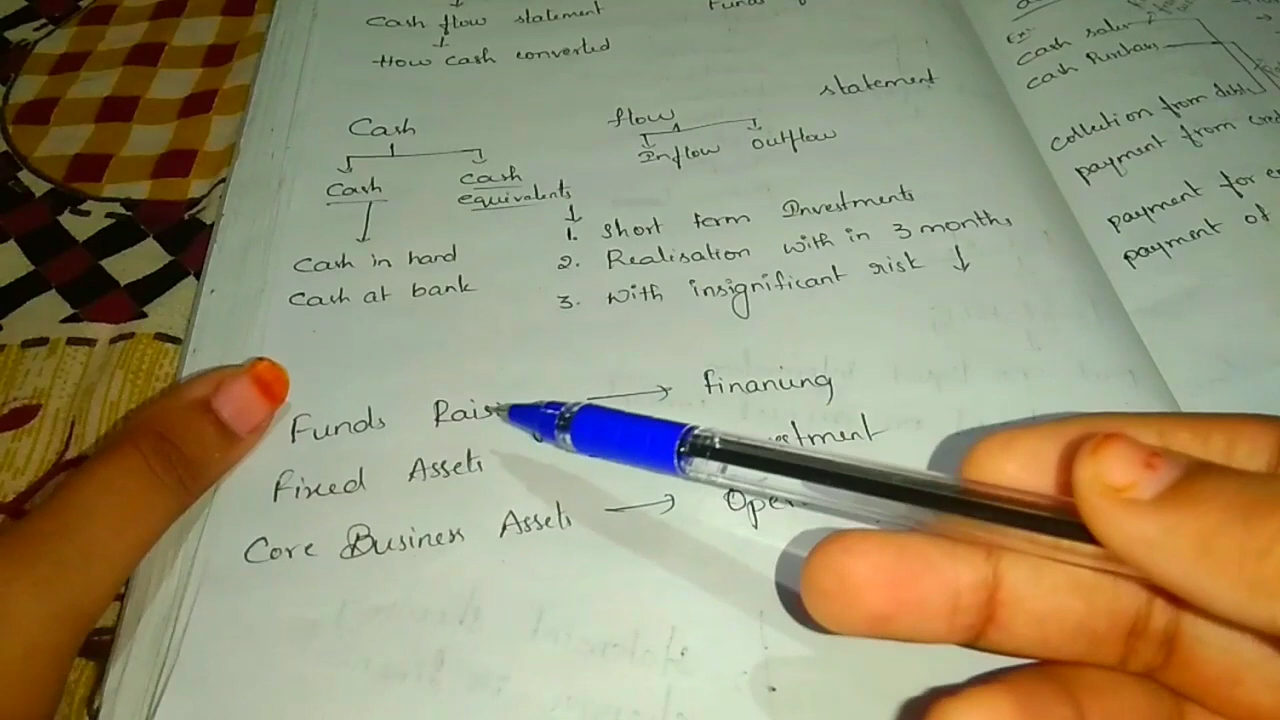 Cash flow statement
How cash converted
Cash flow statement
Cash cash equivalents Inflow outflow
Cash in hand
Cash at bank
1. short term Investments
2. Realisation with in 3 months
3. with insignificant risk ↓
Funds → financing
Fixed Assets
Core Business Assets →
Ex:
Cash sales
Cash Purchases
collection from
payment from
payment for
payment of